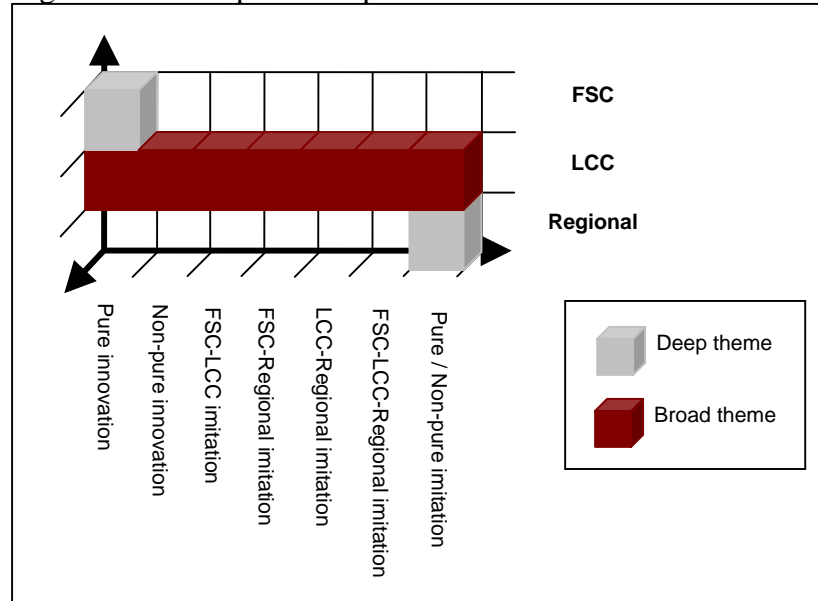 FSC
LCC
Regional
Pure innovation
Non-pure innovation
FSC-LCC imitation
FSC-Regional imitation
LCC-Regional imitation
FSC-LCC-Regional imitation
Pure / Non-pure imitation
Deep theme
Broad theme